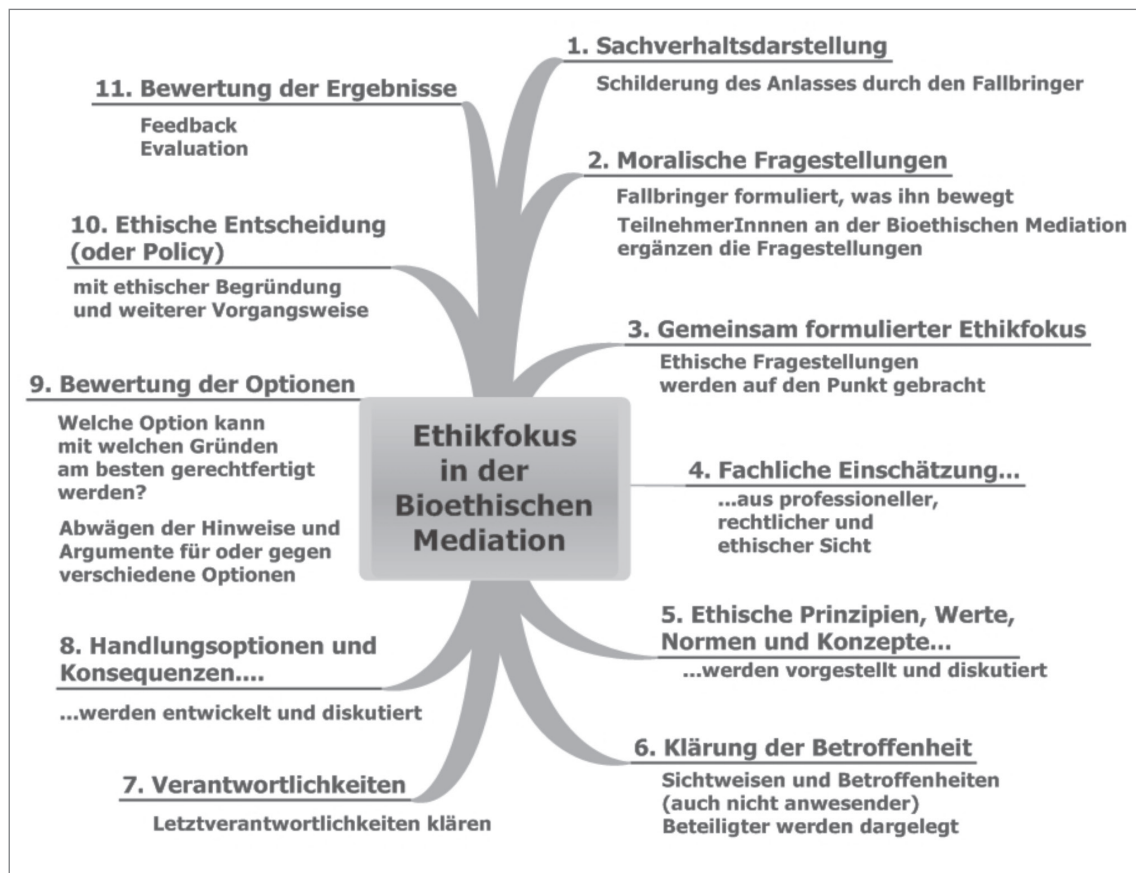 Ethikfokus
in der
Bioethischen
Mediation
1. Sachverhaltsdarstellung
Schilderung des Anlasses durch den Fallbringer
2. Moralische Fragestellungen
Fallbringer formuliert, was ihn bewegt
TeilnehmerInnnen an der Bioethischen Mediation
ergänzen die Fragestellungen
3. Gemeinsam formulierter Ethikfokus
Ethische Fragestellungen
werden auf den Punkt gebracht
4. Fachliche Einschätzung...
...aus professioneller,
rechtlicher und
ethischer Sicht
5. Ethische Prinzipien, Werte,
Normen und Konzepte...
...werden vorgestellt und diskutiert
6. Klärung der Betroffenheit
Sichtweisen und Betroffenheiten
(auch nicht anwesender)
Beteiligter werden dargelegt
7. Verantwortlichkeiten
Letztverantwortlichkeiten klären
8. Handlungsoptionen und
Konsequenzen....
...werden entwickelt und diskutiert
9. Bewertung der Optionen
Welche Option kann
mit welchen Gründen
am besten gerechtfertigt
werden?
Abwägen der Hinweise und
Argumente für oder gegen
verschiedene Optionen
10. Ethische Entscheidung
(oder Policy)
mit ethischer Begründung
und weiterer Vorgangsweise
11. Bewertung der Ergebnisse
Feedback
Evaluation